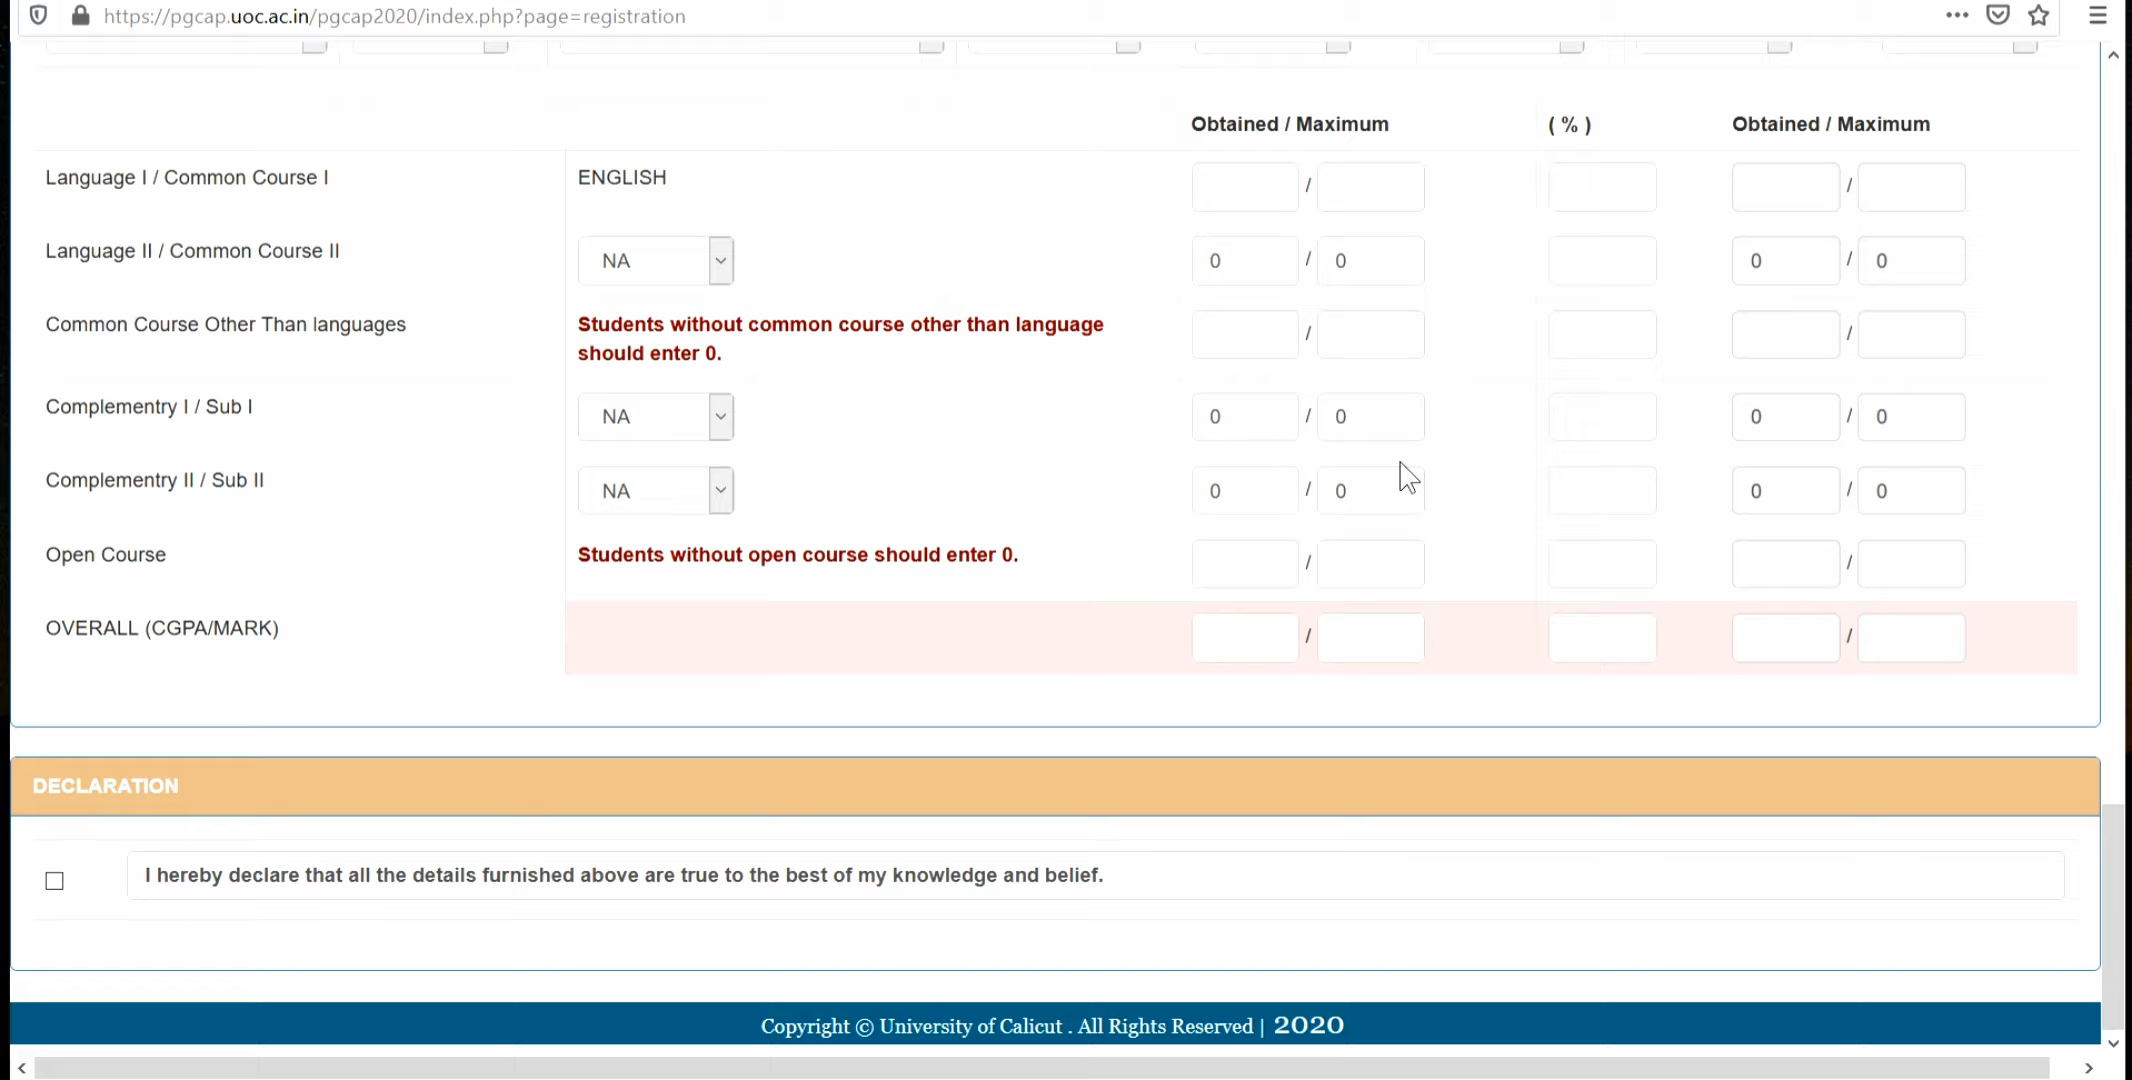 https://pgcap.uoc.ac.in/pgcap2020/index.php?page=registration
Obtained / Maximum ( % ) Obtained / Maximum
Language I / Common Course I ENGLISH / /
Language II / Common Course II NA 0 / 0 0 / 0
Common Course Other Than languages Students without common course other than language / /
should enter 0.
Complementry I / Sub I NA 0 / 0 0 / 0
Complementry II / Sub II NA 0 / 0 0 / 0
Open Course Students without open course should enter 0. / /
OVERALL (CGPA/MARK) / /
DECLARATION
I hereby declare that all the details furnished above are true to the best of my knowledge and belief.
Copyright © University of Calicut . All Rights Reserved | 2020